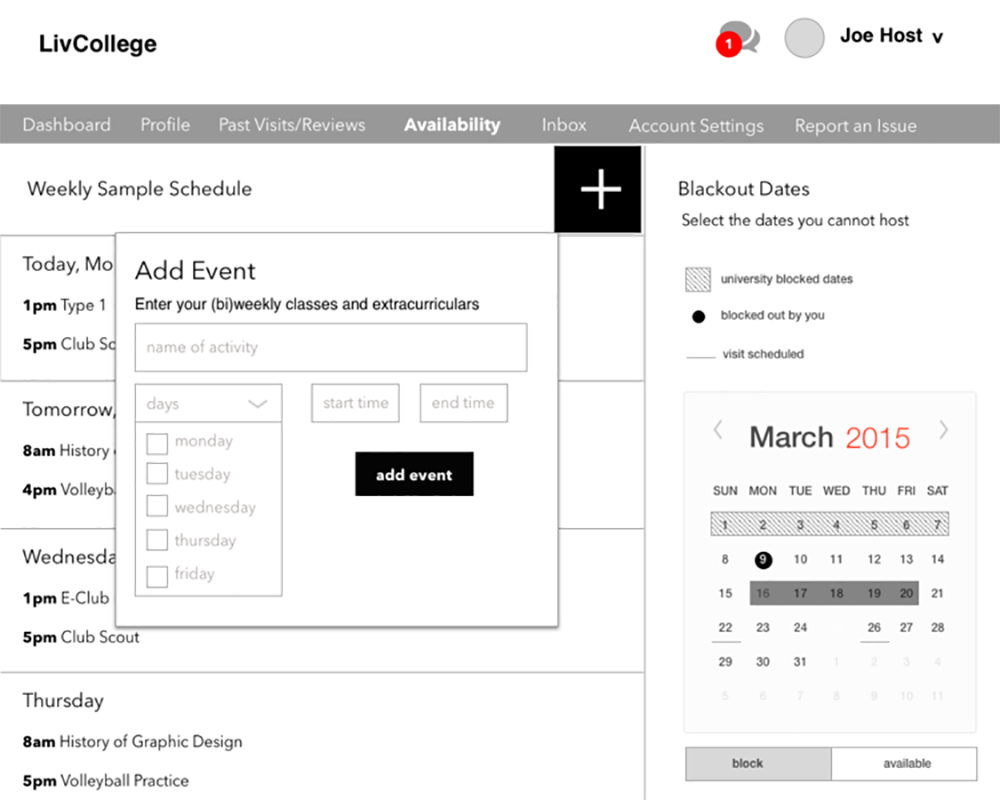 LivCollege
1
Joe Host v
Dashboard Profile Past Visits/Reviews Availability Inbox Account Settings Report an Issue
Weekly Sample Schedule
+
Today, Mo
1pm Type 1
5pm Club Sc
Tomorrow,
8am History
4pm Volleyb
Wednesda
1pm E-Club
5pm Club Scout
Thursday
8am History of Graphic Design
5pm Volleyball Practice
Add Event
Enter your (bi)weekly classes and extracurriculars
name of activity
days
start time
end time
monday
tuesday
wednesday
thursday
friday
add event
Blackout Dates
Select the dates you cannot host
university blocked dates
blocked out by you
visit scheduled
March 2015
SUN MON TUE WED THU FRI SAT
1 2 3 4 5 6 7
8 9 10 11 12 13 14
15 16 17 18 19 20 21
22 23 24 26 27 28
29 30 31 1 2 3 4
5 6 7 8 9 10 11
block
available